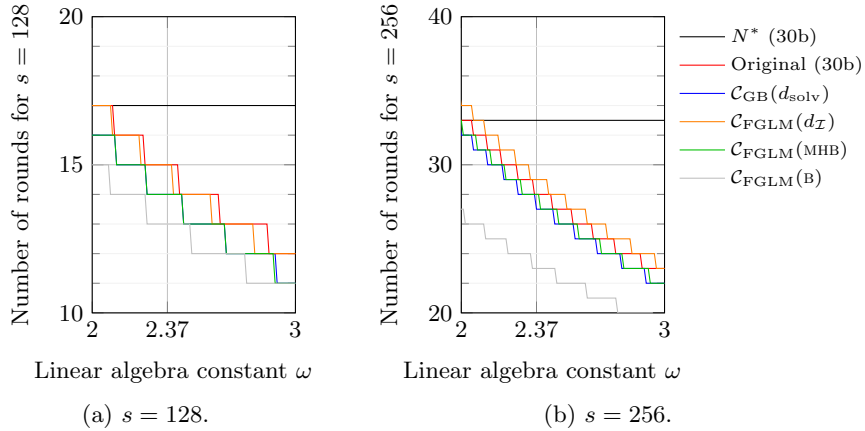 Number of rounds for s = 128
20
15
10
2
2.37
3
Linear algebra constant ω
(a) s = 128.
Number of rounds for s = 256
40
30
20
2
2.37
3
Linear algebra constant ω
(b) s = 256.
N* (30b)
Original (30b)
C_GB(d_solv)
C_FGLM(d_I)
C_FGLM(MHB)
C_FGLM(B)